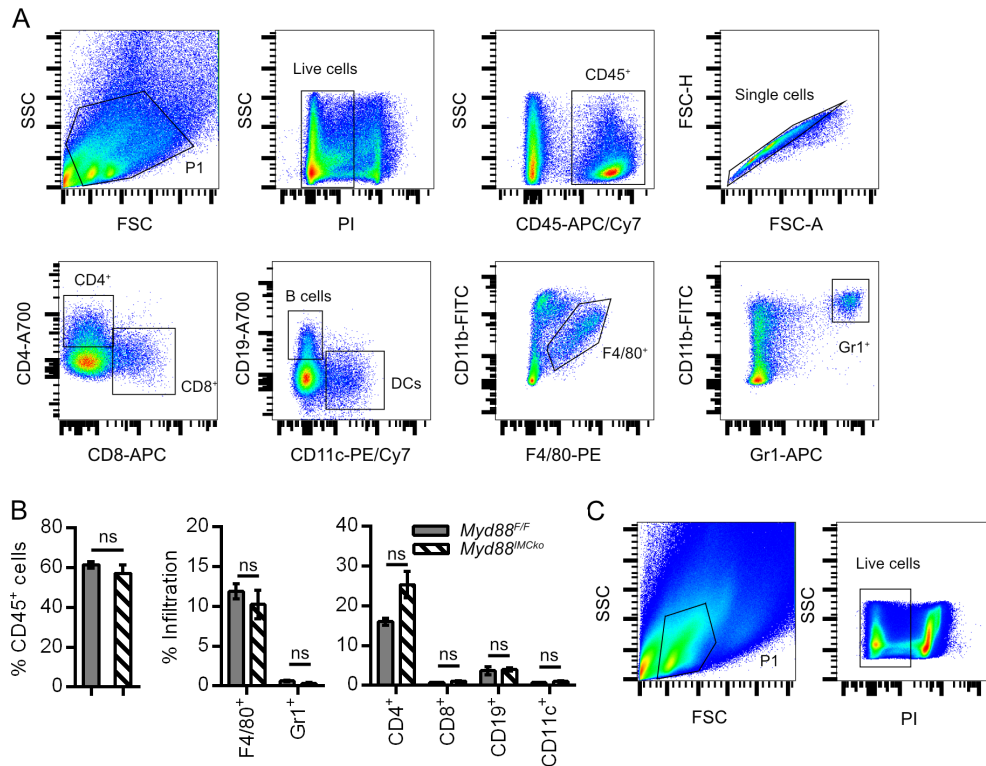 A
SSC
P1
FSC
SSC
Live cells
PI
SSC
CD45+
CD45-APC/Cy7
FSC-H
Single cells
FSC-A
CD4-A700
CD4+
CD8+
CD8-APC
CD19-A700
B cells
DCs
CD11c-PE/Cy7
CD11b-FITC
F4/80+
F4/80-PE
CD11b-FITC
Gr1+
Gr1-APC
B
% CD45+ cells
80
60
40
20
0
ns
% Infiltration
20
15
10
5
0
ns
ns
F4/80+
Gr1+
40
30
20
10
0
ns
ns
ns
ns
CD4+
CD8+
CD19+
CD11c+
Myd88F/F
Myd88IMCko
C
SSC
P1
FSC
SSC
Live cells
PI